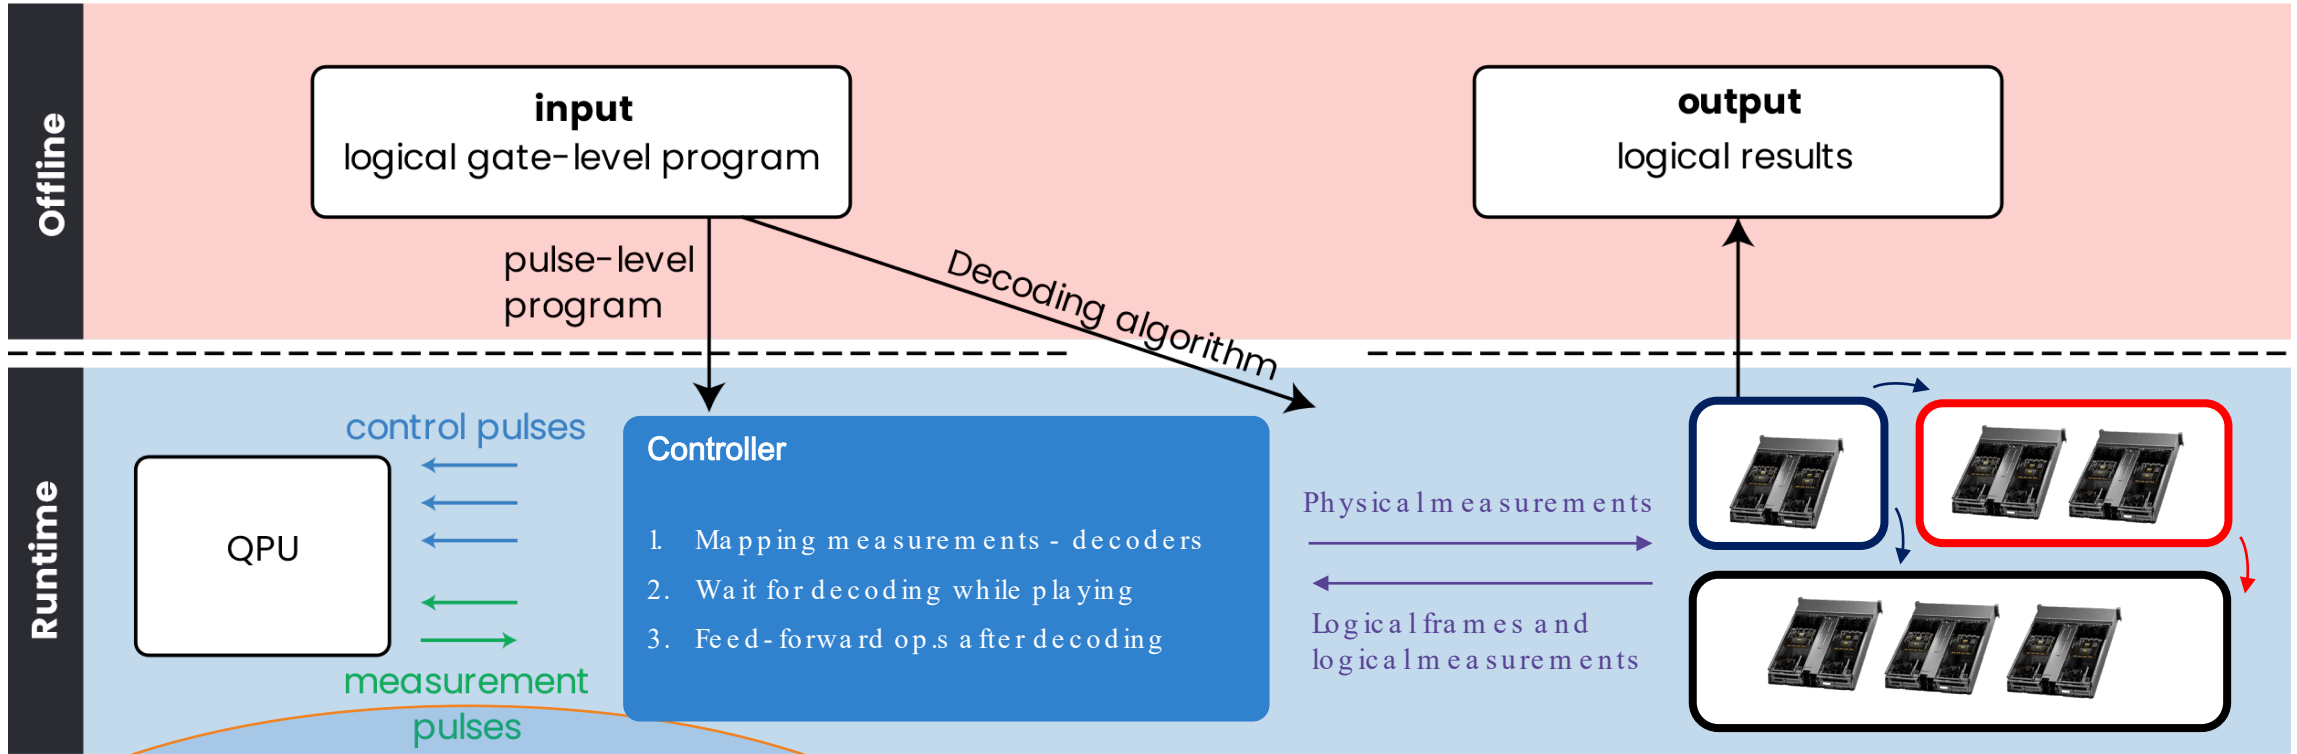 Offline
input
logical gate-level program
output
logical results
pulse-level
program
Decoding algorithm
Runtime
control pulses
QPU
measurement
pulses
Controller
1. Mapping measurements - decoders
2. Wait for decoding while playing
3. Feed-forward op.s after decoding
Physical measurements
Logical frames and
logical measurements